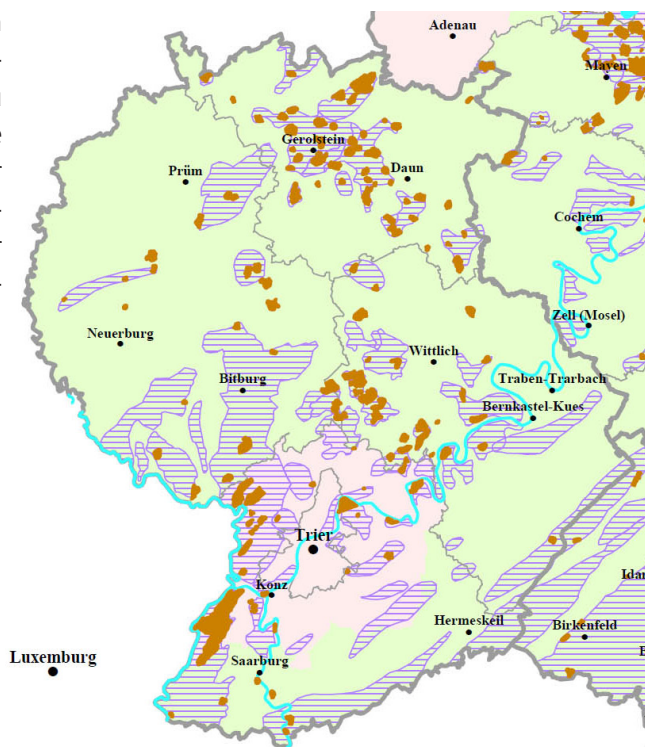 Adenau
Mayen
Gerolstein
Daun
Prüm
Cochem
Zell (Mosel)
Neuerburg
Wittlich
Traben-Trarbach
Bitburg
Bernkastel-Kues
Trier
Konz
Idar
Hermeskeil
Birkenfeld
Saarburg
Luxemburg